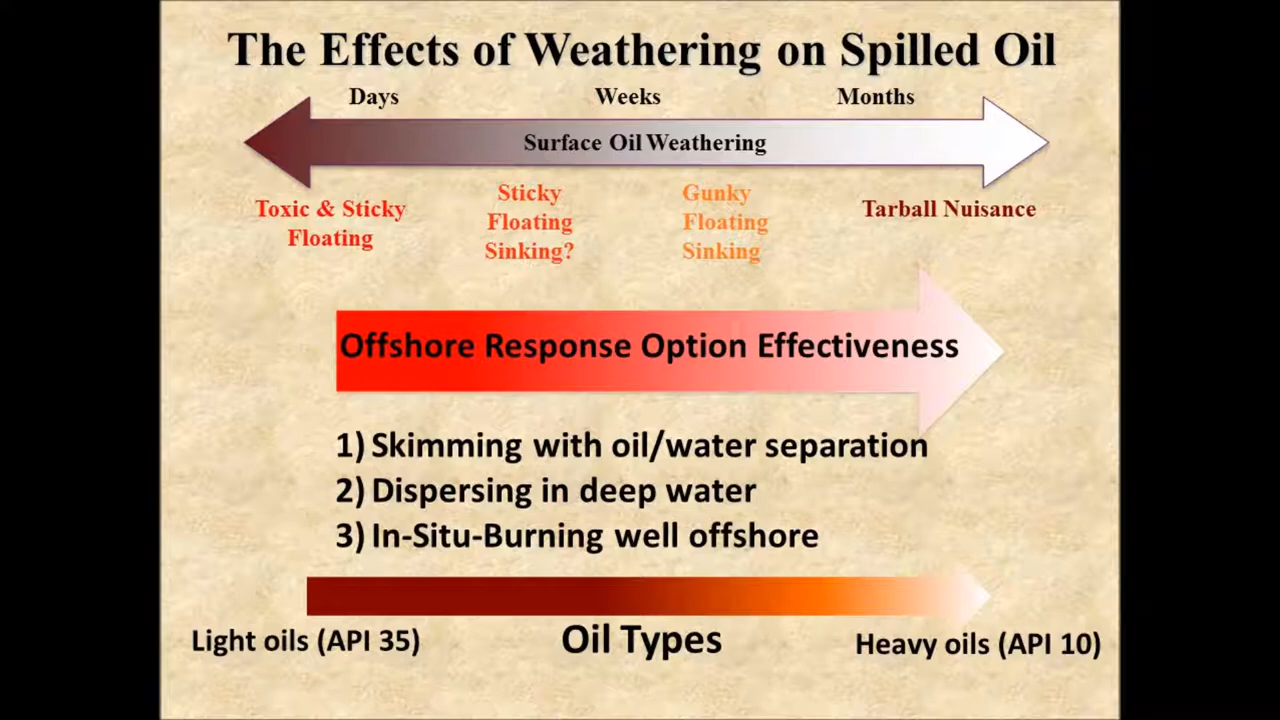 The Effects of Weathering on Spilled Oil
Days Weeks Months
Surface Oil Weathering
Toxic & Sticky
Floating
Sticky
Floating
Sinking?
Gunky
Floating
Sinking
Tarball Nuisance
Offshore Response Option Effectiveness
1) Skimming with oil/water separation
2) Dispersing in deep water
3) In-Situ-Burning well offshore
Light oils (API 35) Oil Types Heavy oils (API 10)